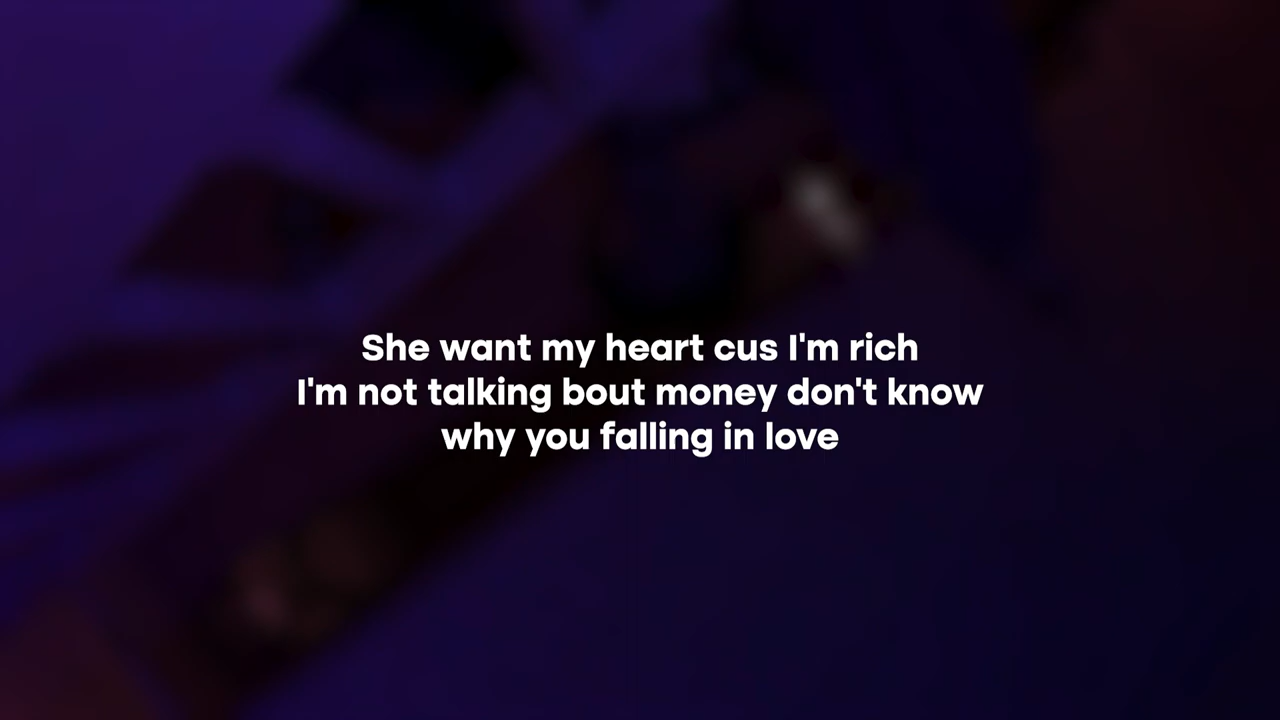 She want my heart cus I'm rich
I'm not talking bout money don't know
why you falling in love